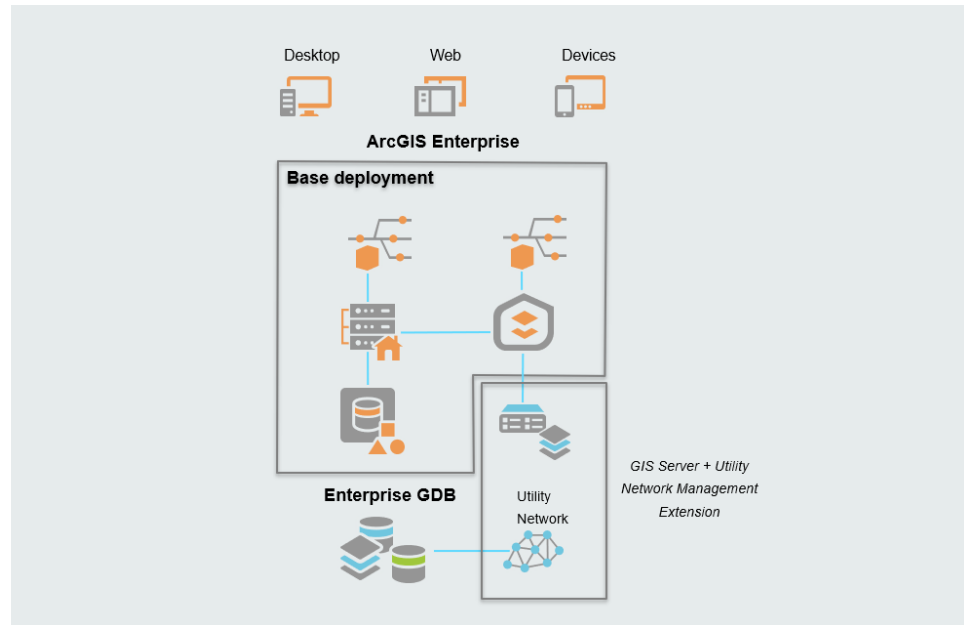 Desktop
Web
Devices
ArcGIS Enterprise
Base deployment
GIS Server + Utility
Network Management
Extension
Enterprise GDB
Utility
Network